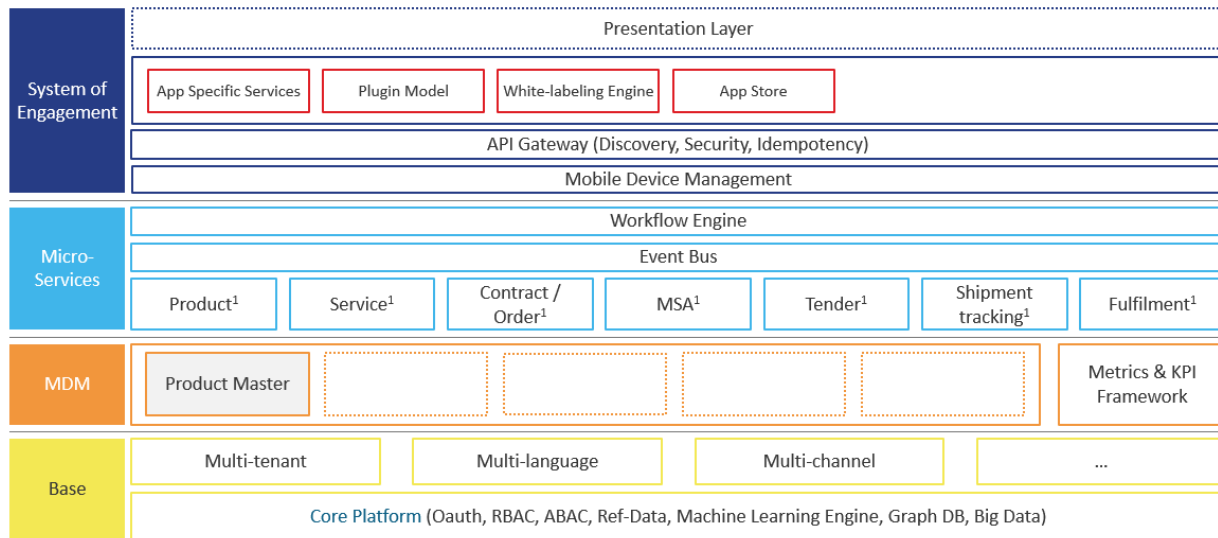 Presentation Layer
System of
Engagement
App Specific Services
Plugin Model
White-labeling Engine
App Store
API Gateway (Discovery, Security, Idempotency)
Mobile Device Management
Micro-
Services
Workflow Engine
Event Bus
Product¹
Service¹
Contract /
Order¹
MSA¹
Tender¹
Shipment
tracking¹
Fulfilment¹
MDM
Product Master
Metrics & KPI
Framework
Base
Multi-tenant
Multi-language
Multi-channel
...
Core Platform (Oauth, RBAC, ABAC, Ref-Data, Machine Learning Engine, Graph DB, Big Data)